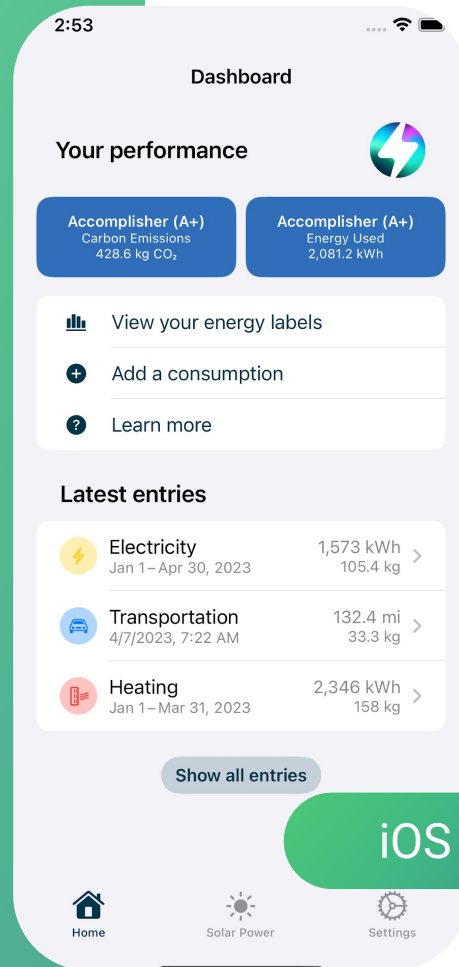 2:53
Dashboard
Your performance
Accomplisher (A+)
Carbon Emissions
428.6 kg CO₂
Accomplisher (A+)
Energy Used
2,081.2 kWh
View your energy labels
Add a consumption
Learn more
Latest entries
Electricity
1,573 kWh
Jan 1 – Apr 30, 2023
105.4 kg
Transportation
132.4 mi
4/7/2023, 7:22 AM
33.3 kg
Heating
2,346 kWh
Jan 1 – Mar 31, 2023
158 kg
Show all entries
iOS
Home
Solar Power
Settings